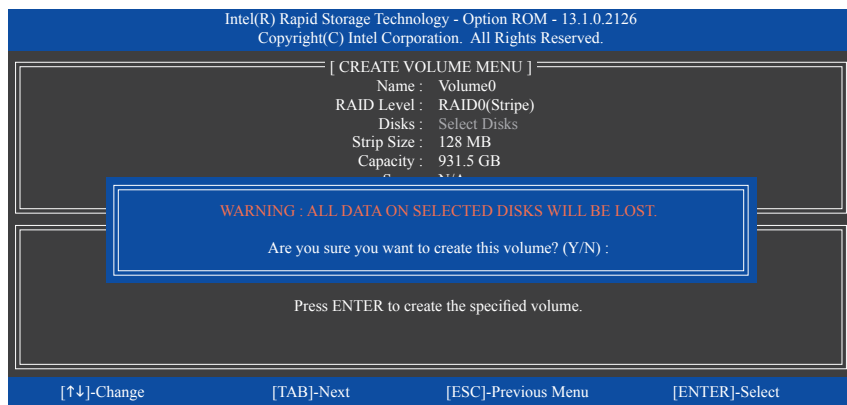 Intel(R) Rapid Storage Technology - Option ROM - 13.1.0.2126
Copyright(C) Intel Corporation. All Rights Reserved.
[ CREATE VOLUME MENU ]
Name : Volume0
RAID Level : RAID0(Stripe)
Disks : Select Disks
Strip Size : 128 MB
Capacity : 931.5 GB
WARNING : ALL DATA ON SELECTED DISKS WILL BE LOST.
Are you sure you want to create this volume? (Y/N) :
Press ENTER to create the specified volume.
[↑↓]-Change [TAB]-Next [ESC]-Previous Menu [ENTER]-Select